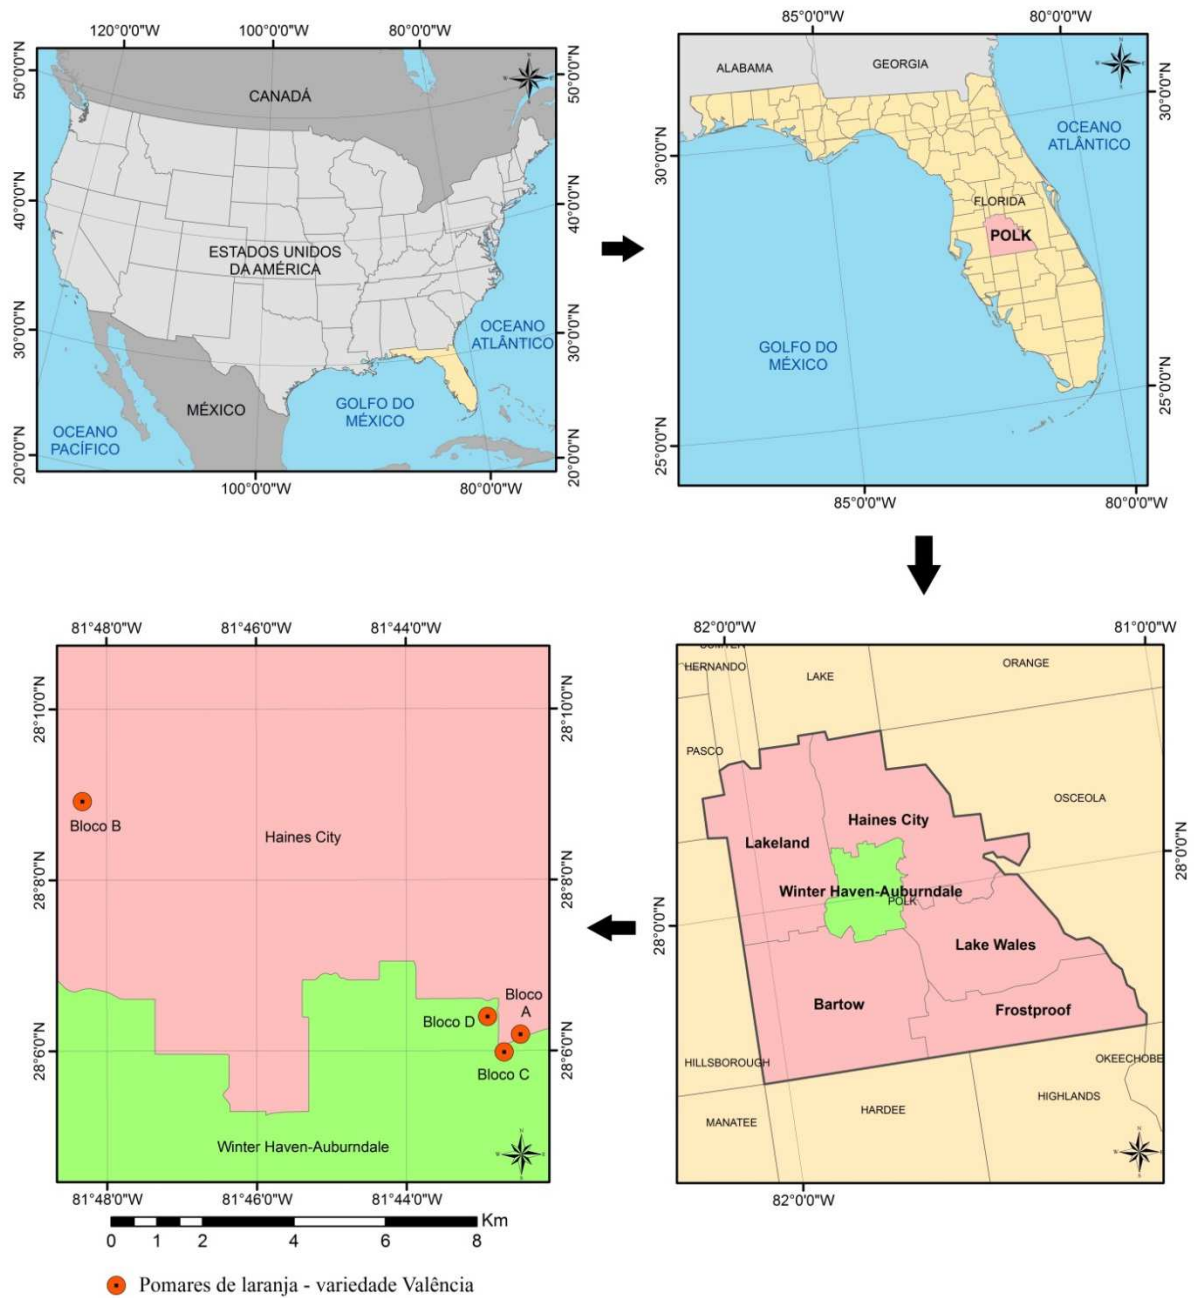 120°0'0"W 100°0'0"W 80°0'0"W
50°0'0"N
40°0'0"N
30°0'0"N
20°0'0"N
CANADÁ
ESTADOS UNIDOS
DA AMÉRICA
OCEANO
ATLÂNTICO
GOLFO DO
MÉXICO
MÉXICO
OCEANO
PACÍFICO
50°0'0"N
40°0'0"N
30°0'0"N
20°0'0"N
100°0'0"W 80°0'0"W
85°0'0"W 80°0'0"W
ALABAMA
GEORGIA
OCEANO
ATLÂNTICO
FLORIDA
POLK
GOLFO DO
MÉXICO
30°0'0"N
25°0'0"N
30°0'0"N
25°0'0"N
85°0'0"W 80°0'0"W
81°48'0"W 81°46'0"W 81°44'0"W
28°10'0"N
28°8'0"N
28°6'0"N
Bloco B
Haines City
Bloco
A
Bloco D
Bloco C
Winter Haven-Auburndale
28°10'0"N
28°8'0"N
28°6'0"N
81°48'0"W 81°46'0"W 81°44'0"W
Km
0 1 2 4 6 8
Pomares de laranja - variedade Valência
82°0'0"W 81°0'0"W
HERNANDO
LAKE
ORANGE
PASCO
OSCEOLA
Haines City
Lakeland
Winter Haven-Auburndale
POLK
Lake Wales
Bartow
Frostproof
HILLSBOROUGH
OKEECHOBE
MANATEE
HARDEE
HIGHLANDS
28°0'0"N
28°0'0"N
82°0'0"W